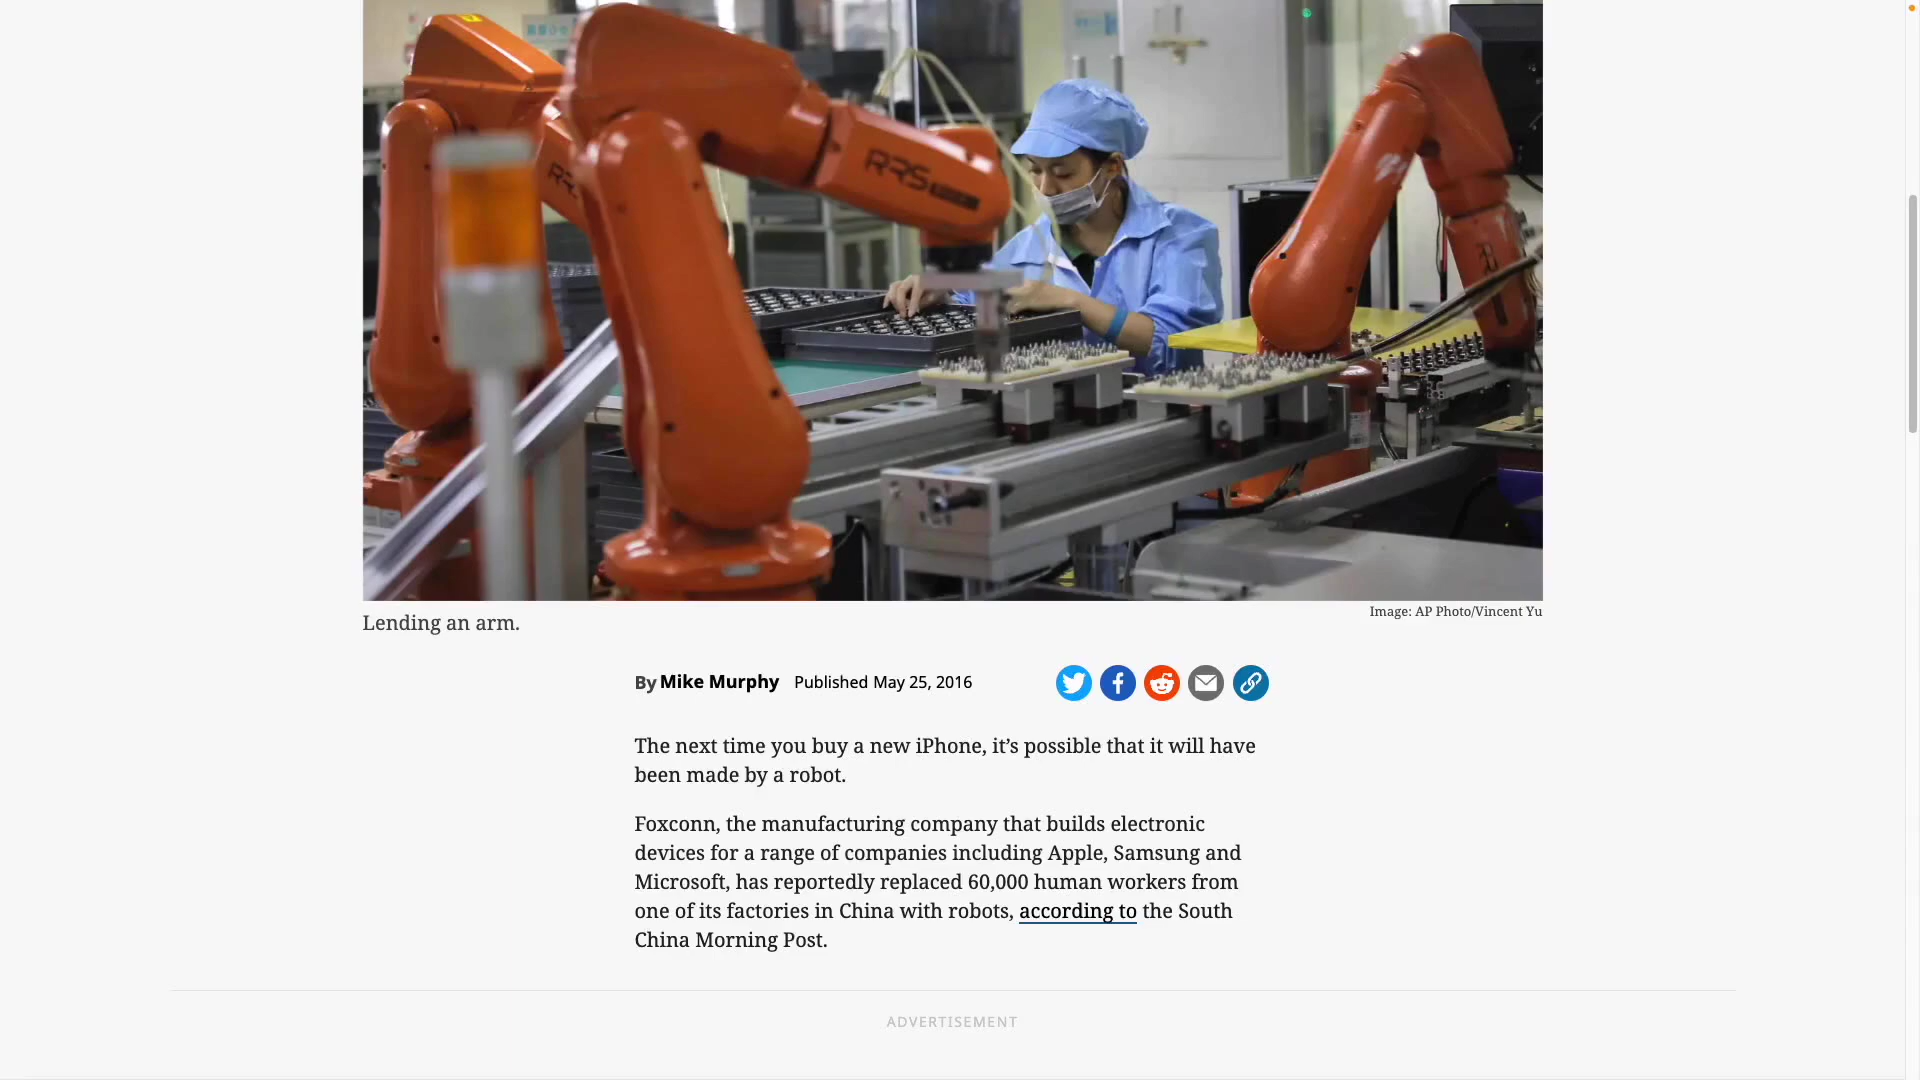 RRS
RRS
Lending an arm.
Image: AP Photo/Vincent Yu
By Mike Murphy Published May 25, 2016
The next time you buy a new iPhone, it’s possible that it will have
been made by a robot.
Foxconn, the manufacturing company that builds electronic
devices for a range of companies including Apple, Samsung and
Microsoft, has reportedly replaced 60,000 human workers from
one of its factories in China with robots, according to the South
China Morning Post.
ADVERTISEMENT